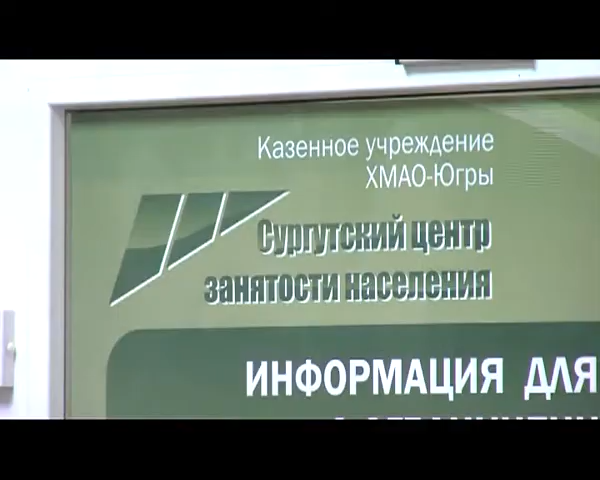 Казенное учреждение
ХМАО-Югры
Сургутский центр
занятости населения
ИНФОРМАЦИЯ ДЛЯ